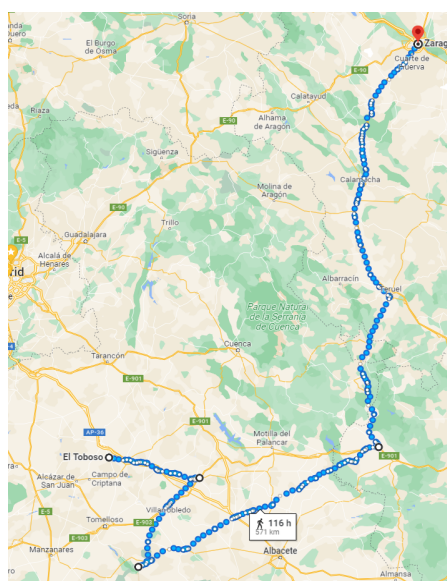 Soria
Zarag
El Burgo
de Osma
Cuarte de
Huerva
E-90
Riaza
Calatayud
E-90
Alhama
de Aragón
Sigüenza
E-90
Calamocha
Molina de
Aragón
E-5
Trillo
Guadalajara
Alcalá de
Henares
Albarracín
rid
Teruel
Parque Natural
de la Serranía
de Cuenca
Cuenca
Tarancón
E-901
E-901
AP-36
Motilla del
Palancar
El Toboso
E-901
Alcázar de
San Juan
Campo de
Criptana
E-5
Villarrobledo
Tomelloso
E-903
116 h
571 km
E-903
Manzanares
Albacete
Almansa